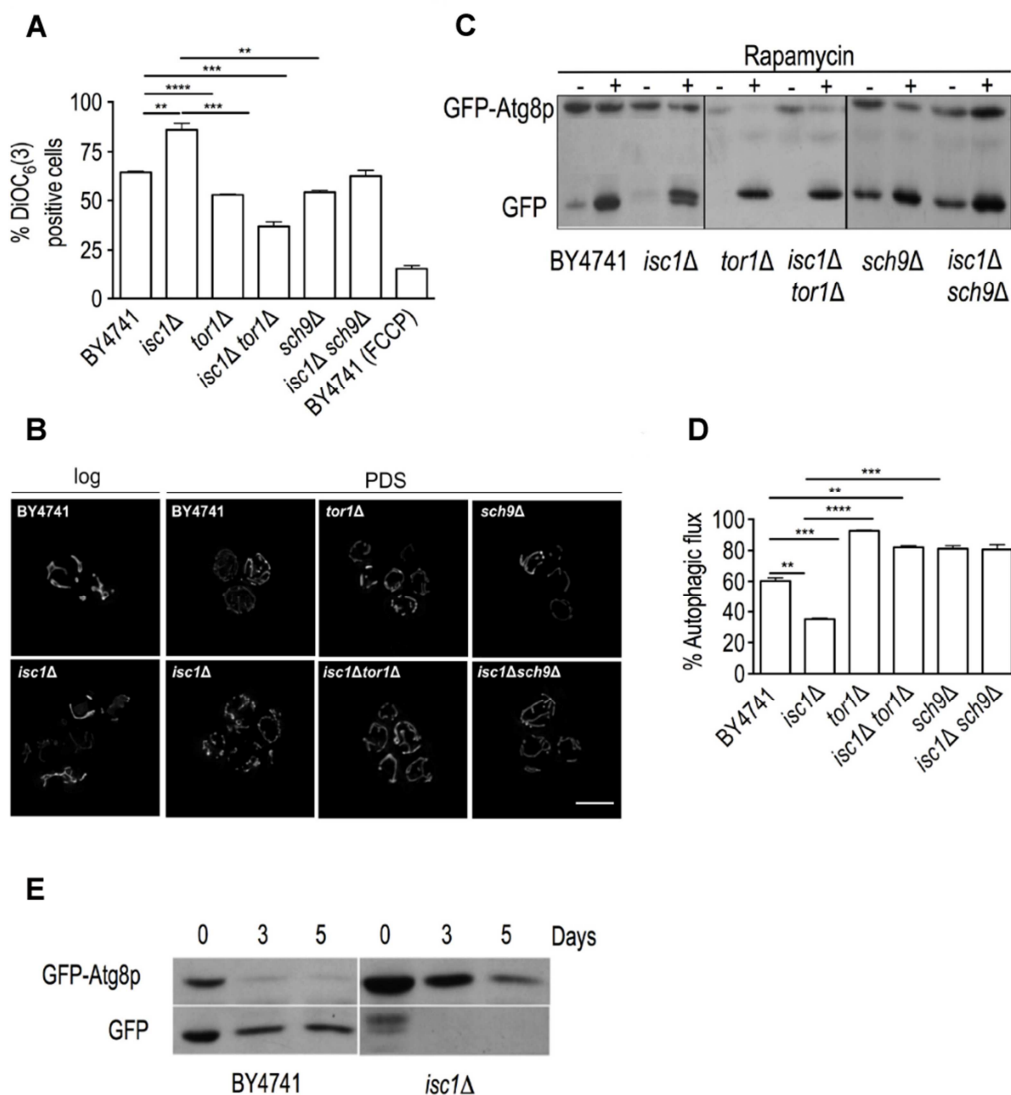 A
**
***
****
** ***
% DiOC6(3)
positive cells
100
75
50
25
0
BY4741
isc1Δ
tor1Δ
isc1Δ tor1Δ
sch9Δ
isc1Δ sch9Δ
BY4741 (FCCP)
B
log PDS
BY4741 BY4741 tor1Δ sch9Δ
isc1Δ isc1Δ isc1Δtor1Δ isc1Δsch9Δ
C
Rapamycin
- + - + - + - + - + - +
GFP-Atg8p
GFP
BY4741 isc1Δ tor1Δ isc1Δ sch9Δ isc1Δ
tor1Δ sch9Δ
D
***
**
****
***
**
% Autophagic flux
100
80
60
40
20
0
BY4741
isc1Δ
tor1Δ
isc1Δ tor1Δ
sch9Δ
isc1Δ sch9Δ
E
0 3 5 0 3 5 Days
GFP-Atg8p
GFP
BY4741 isc1Δ